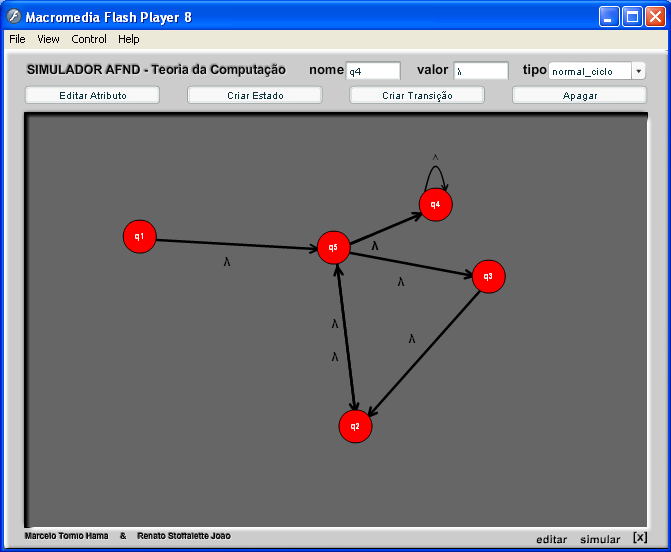 Macromedia Flash Player 8
File View Control Help
SIMULADOR AFND - Teoria da Computação nome q4 valor λ tipo normal_ciclo
Editar Atributo Criar Estado Criar Transição Apagar
^
q4
q1
q5
λ
λ
q3
λ
λ
λ
λ
q2
Marcelo Tomio Hama & Renato Stoffalette Joao
editar simular [x]